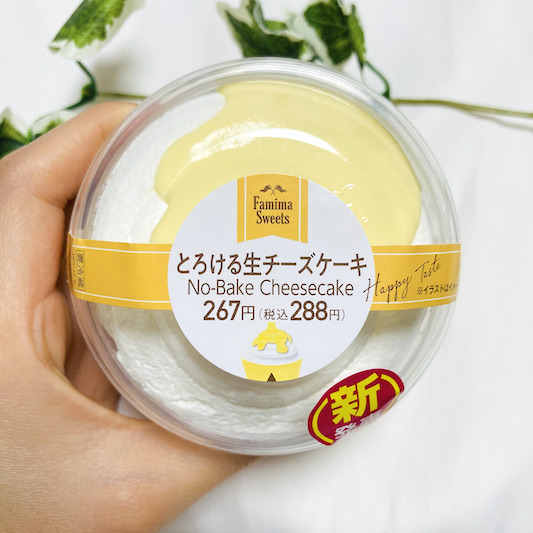 Famima
Sweets
とろける生チーズケーキ
No-Bake Cheesecake
267円(税込288円)
Happy Taste
※イラストはイメ
新